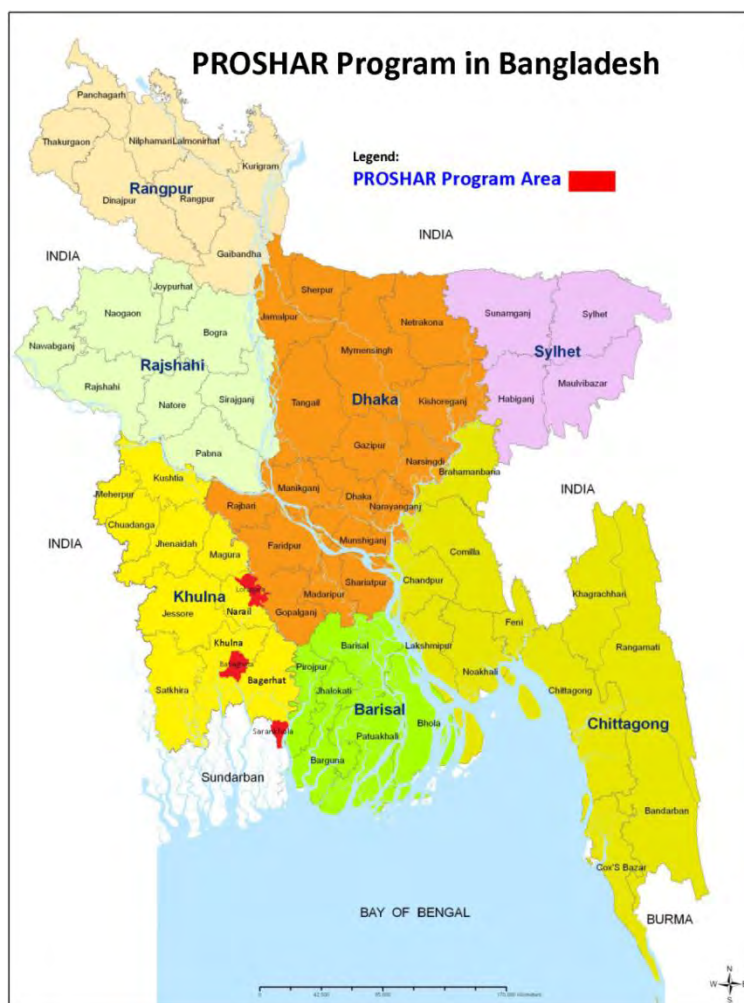 PROSHAR Program in Bangladesh
Legend:
PROSHAR Program Area
Panchagarh
Thakurgaon
Nilphamari
Lalmonirhat
Kurigram
Rangpur
Dinajpur
Rangpur
Gaibandha
INDIA
INDIA
Joypurhat
Naogaon
Bogra
Nawabganj
Rajshahi
Rajshahi
Natore
Sirajganj
Pabna
Sherpur
Jamalpur
Netrakona
Mymensingh
Tangail
Dhaka
Kishoreganj
Gazipur
Narsingdi
Manikganj
Dhaka
Narayanganj
Munshiganj
Rajbari
Faridpur
Shariatpur
Madaripur
Gopalganj
Sunamganj
Sylhet
Sylhet
Habiganj
Maulvibazar
Brahamanbaria
INDIA
Kushtia
Meherpur
Chuadanga
Jhenaidah
INDIA
Magura
Khulna
Jessore
Narail
Khulna
Bagerhat
Satkhira
Sarankhola
Sundarban
Comilla
Chandpur
Feni
Lakshmipur
Noakhali
Khagrachhari
Rangamati
Chittagong
Chittagong
Bandarban
Cox'S Bazar
Barisal
Pirojpur
Jhalokati
Barisal
Bhola
Patuakhali
Barguna
BAY OF BENGAL
BURMA
N
W
E
S
0